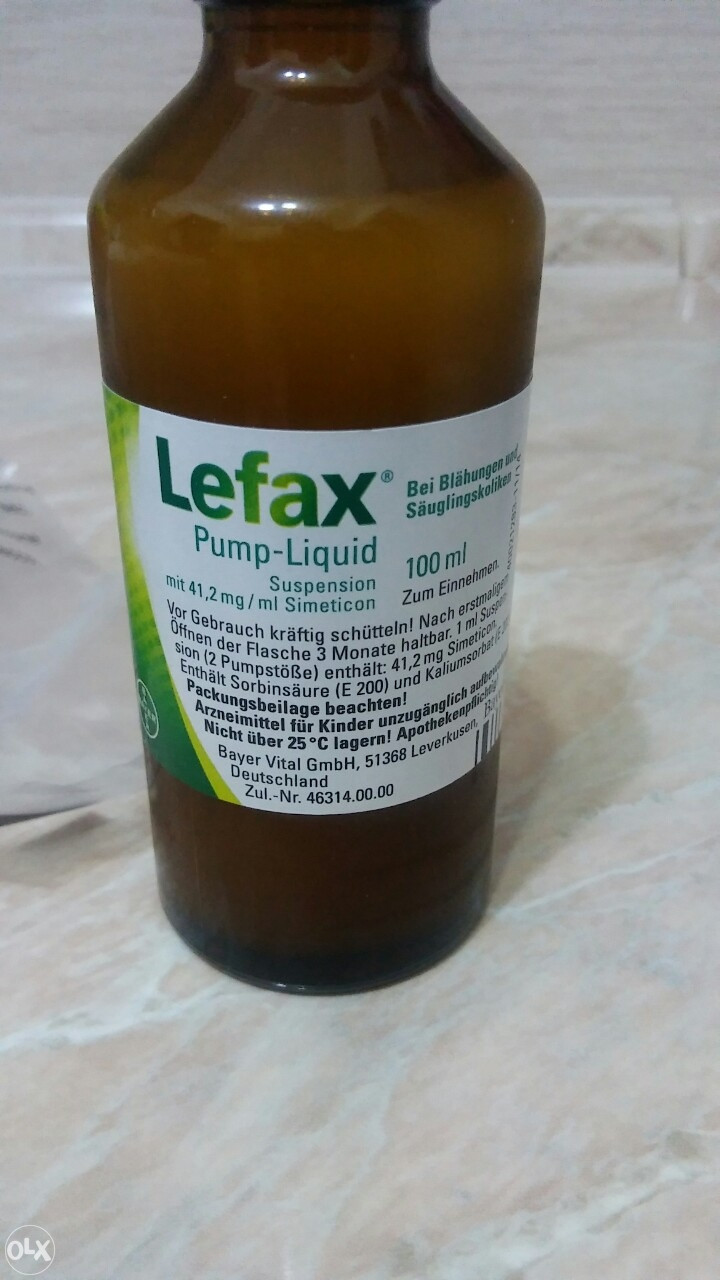 Lefax®
Bei Blähungen und
Säuglingskoliken
Pump-Liquid
100 ml
Suspension
mit 41,2 mg / ml Simeticon
Zum Einnehmen.
Vor Gebrauch kräftig schütteln! Nach erstmaligem
Öffnen der Flasche 3 Monate haltbar. 1 ml Suspen-
sion (2 Pumpstöße) enthält: 41,2 mg Simeticon.
Enthält Sorbinsäure (E 200) und Kaliumsorbat (E
Packungsbeilage beachten!
Arzneimittel für Kinder unzugänglich
Nicht über 25 °C lagern! Apothekenpflichtig
Bayer Vital GmbH, 51368 Leverkusen,
Deutschland
Zul.-Nr. 46314.00.00
BAYER
OLX